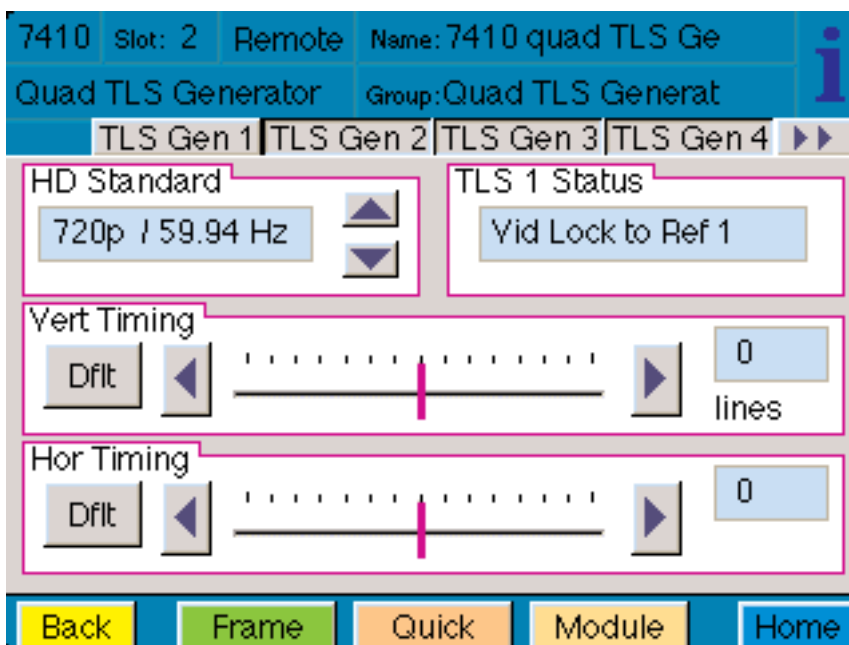 7410 Slot: 2 Remote Name: 7410 quad TLS Ge
i
Quad TLS Generator Group: Quad TLS Generat
TLS Gen 1 TLS Gen 2 TLS Gen 3 TLS Gen 4
HD Standard
720p / 59.94 Hz
TLS 1 Status
Vid Lock to Ref 1
Vert Timing
Dflt
0
lines
Hor Timing
Dflt
0
Back Frame Quick Module Home